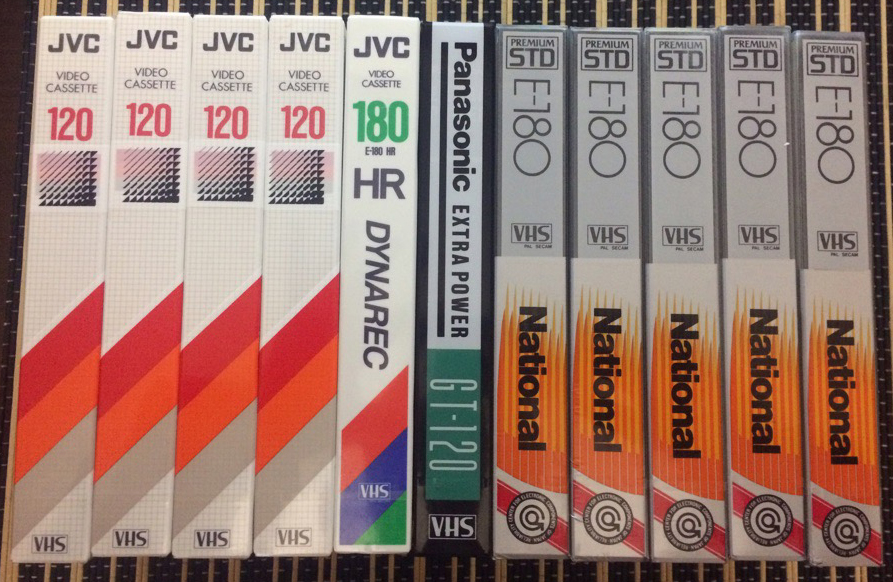 JVC
VIDEO
CASSETTE
120
VHS
JVC
VIDEO
CASSETTE
120
VHS
JVC
VIDEO
CASSETTE
120
VHS
JVC
VIDEO
CASSETTE
120
VHS
JVC
VIDEO
CASSETTE
180
E-180 HR
HR
DYNAREC
VHS
Panasonic EXTRA POWER
GT-120
VHS
PREMIUM
STD
E-180
VHS
PAL SECAM
National
PREMIUM
STD
E-180
VHS
PAL SECAM
National
PREMIUM
STD
E-180
VHS
PAL SECAM
National
PREMIUM
STD
E-180
VHS
PAL SECAM
National
PREMIUM
STD
E-180
VHS
PAL SECAM
National